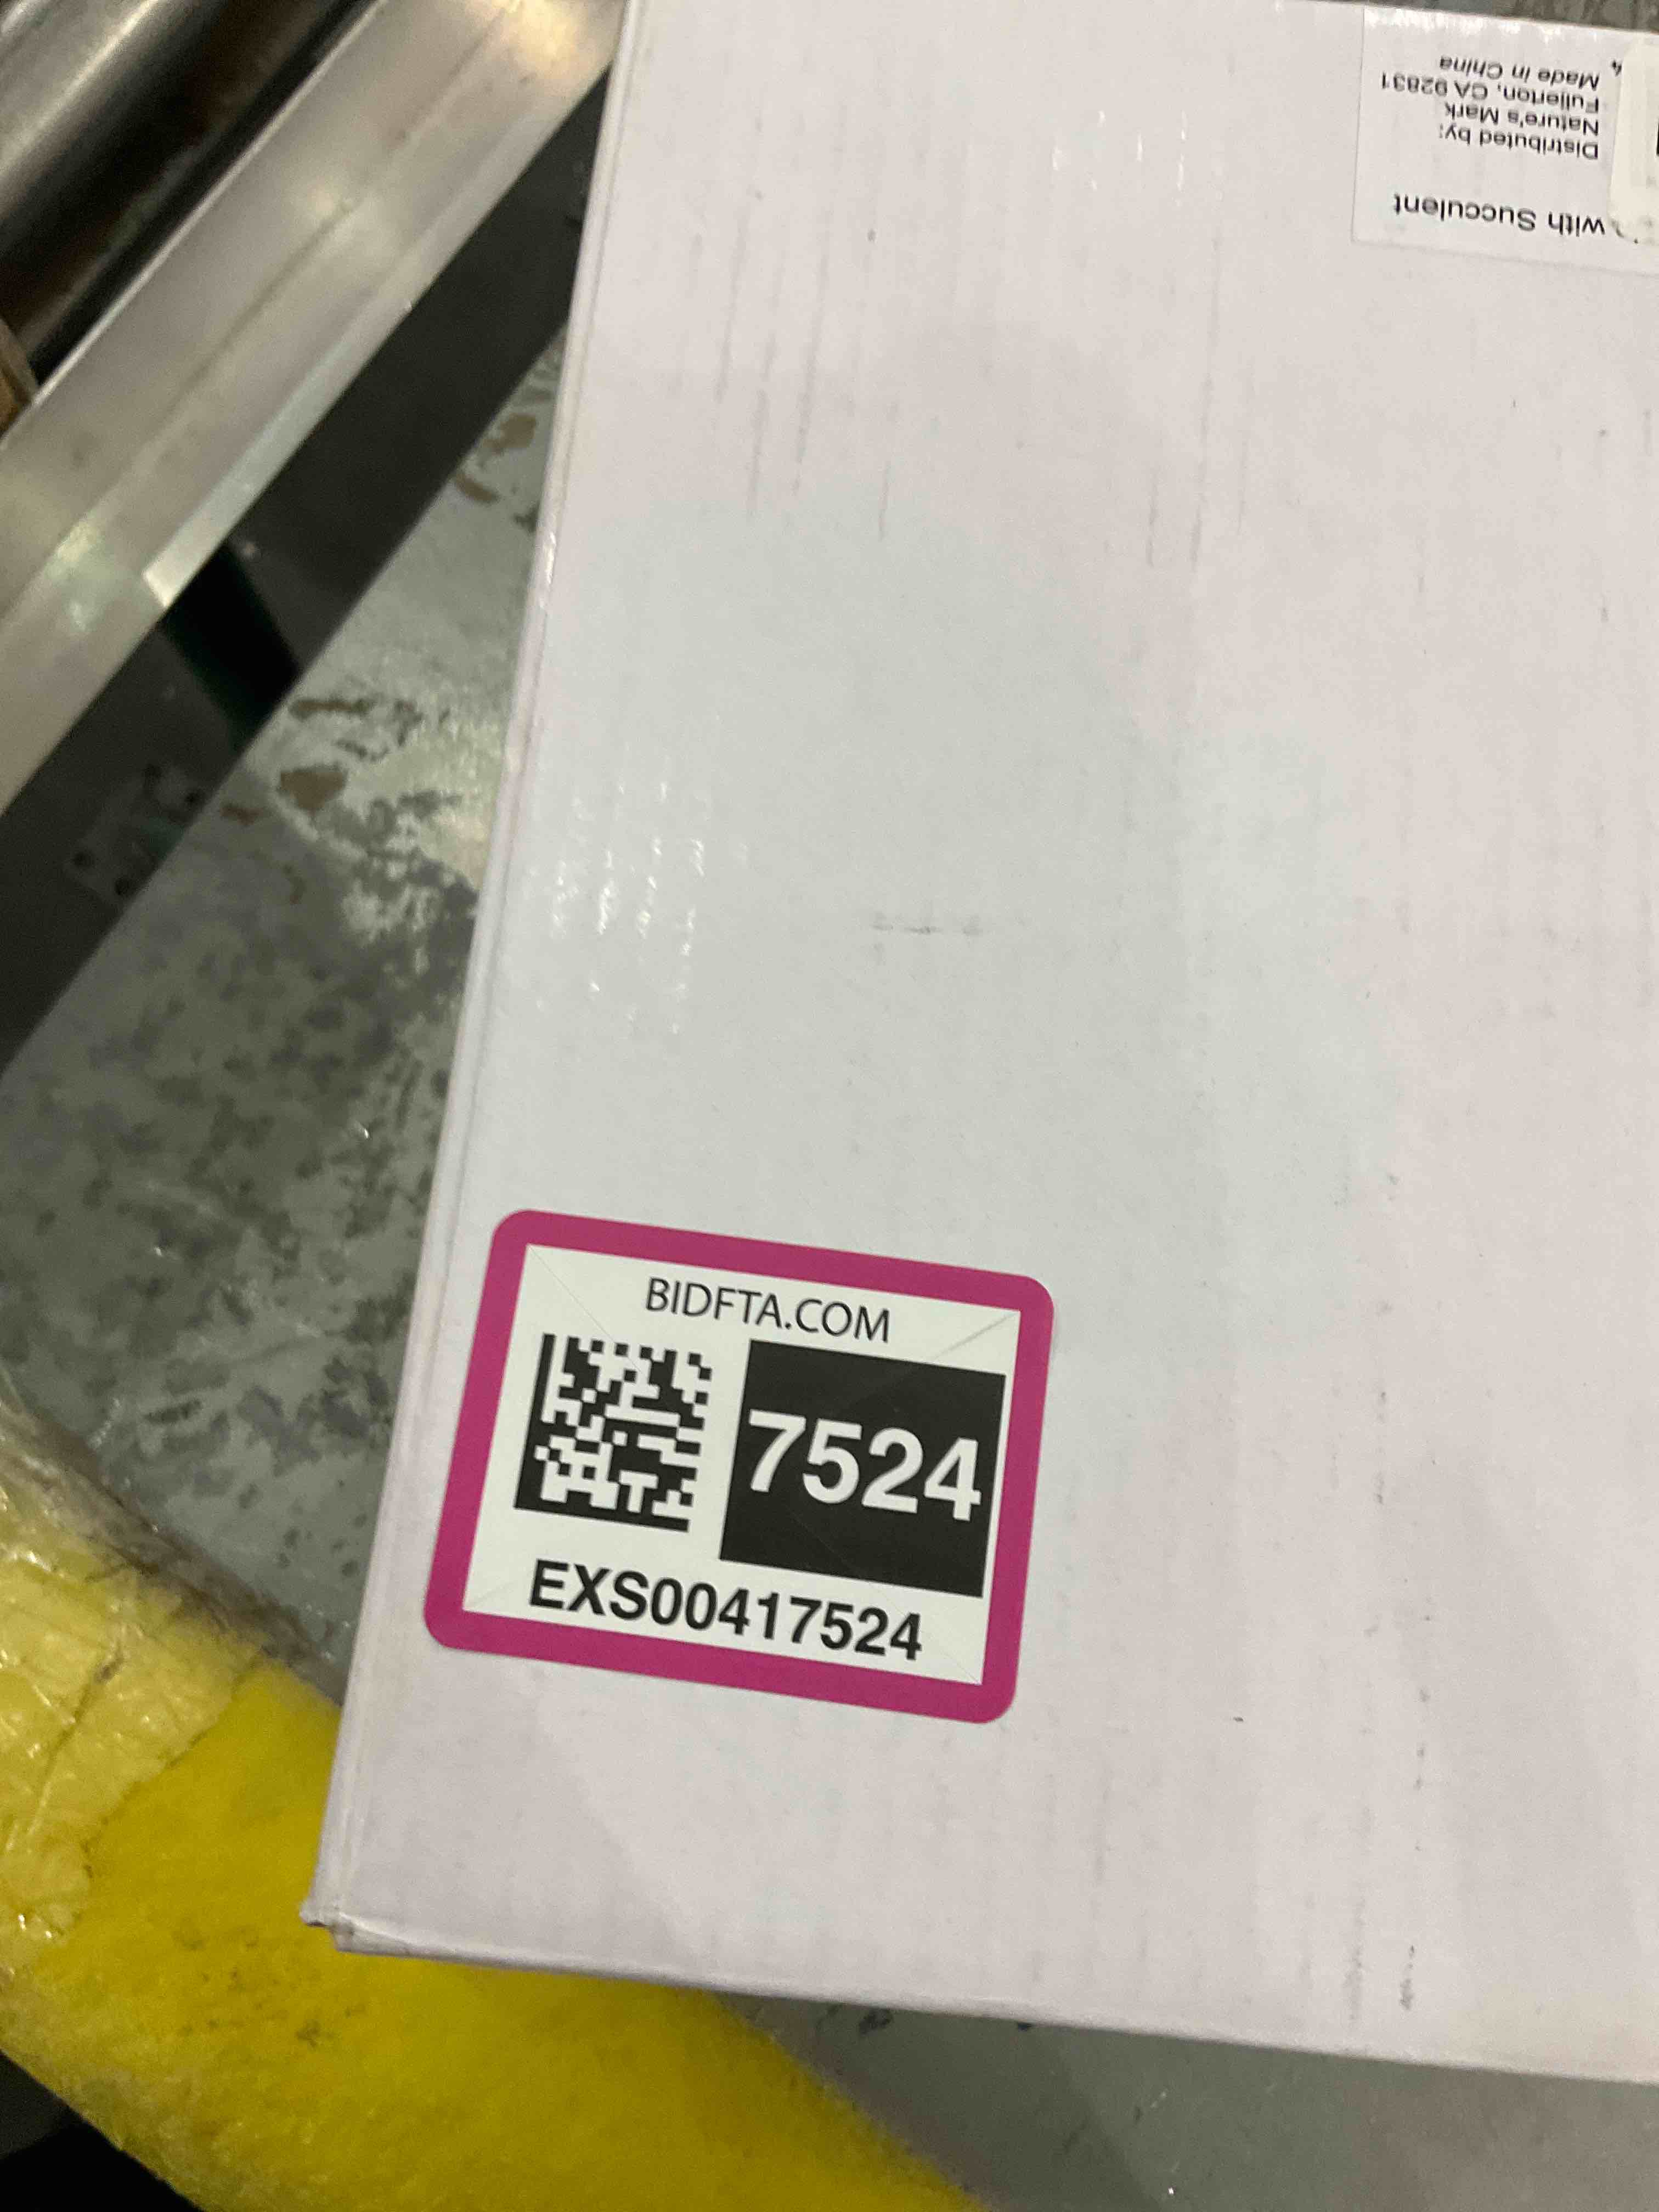 with Succulent
Distributed by:
Nature's Mark
Fullerton, CA 92831
Made in China
BIDFTA.COM
7524
EXS00417524